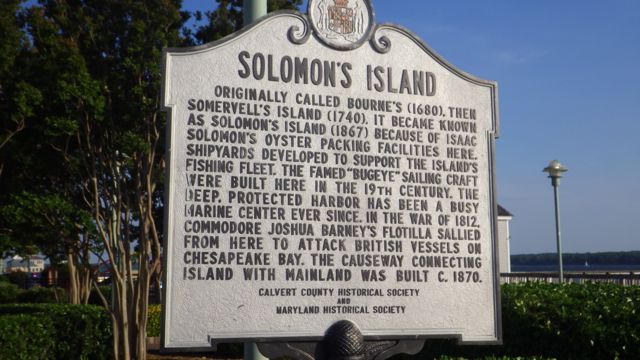 SOLOMON'S ISLAND
ORIGINALLY CALLED BOURNE'S (1680), THEN
SOMERVELL'S ISLAND (1740), IT BECAME KNOWN
AS SOLOMON'S ISLAND (1867) BECAUSE OF ISAAC
SOLOMON'S OYSTER PACKING FACILITIES HERE.
SHIPYARDS DEVELOPED TO SUPPORT THE ISLAND'S
FISHING FLEET. THE FAMED "BUGEYE" SAILING CRAFT
WERE BUILT HERE IN THE 19TH CENTURY. THE
DEEP, PROTECTED HARBOR HAS BEEN A BUSY
MARINE CENTER EVER SINCE. IN THE WAR OF 1812
COMMODORE JOSHUA BARNEY'S FLOTILLA SALLIED
FROM HERE TO ATTACK BRITISH VESSELS ON
CHESAPEAKE BAY. THE CAUSEWAY CONNECTING
ISLAND WITH MAINLAND WAS BUILT C. 1870.
CALVERT COUNTY HISTORICAL SOCIETY
AND
MARYLAND HISTORICAL SOCIETY